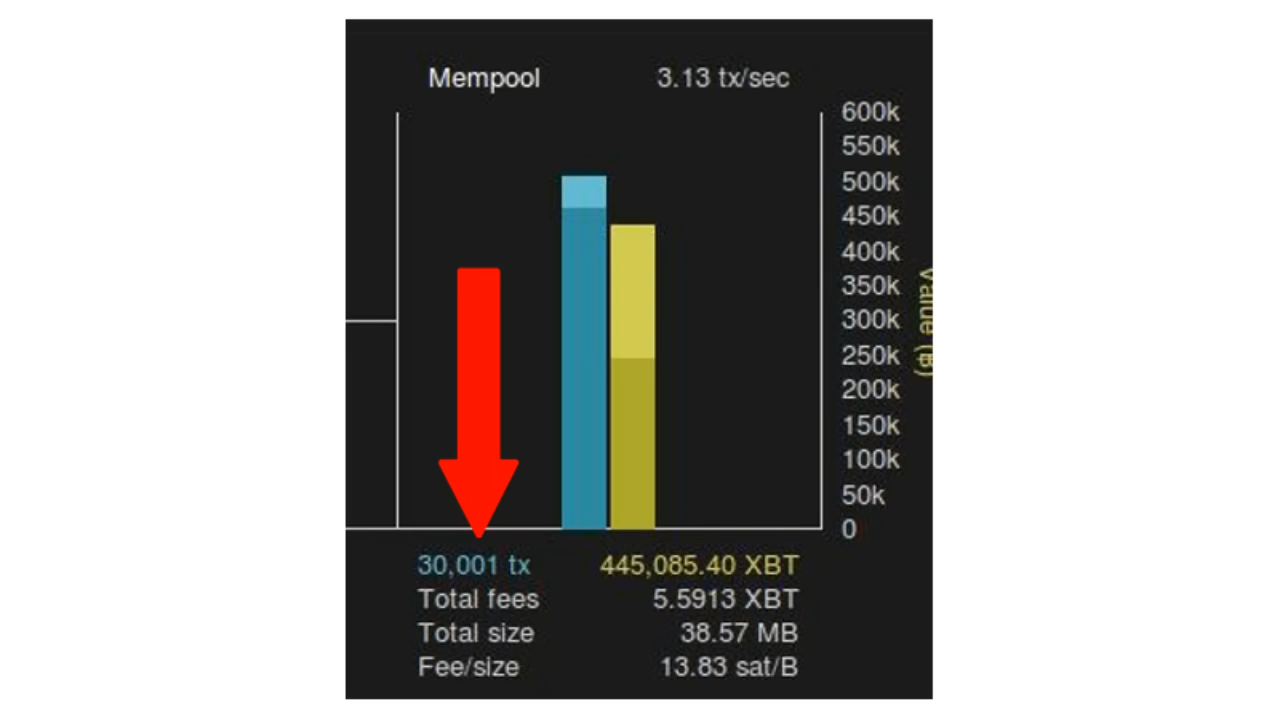 Mempool 3.13 tx/sec
600k
550k
500k
450k
400k
350k
300k
250k
200k
150k
100k
50k
0
Value (Ƀ)
30,001 tx 445,085.40 XBT
Total fees 5.5913 XBT
Total size 38.57 MB
Fee/size 13.83 sat/B